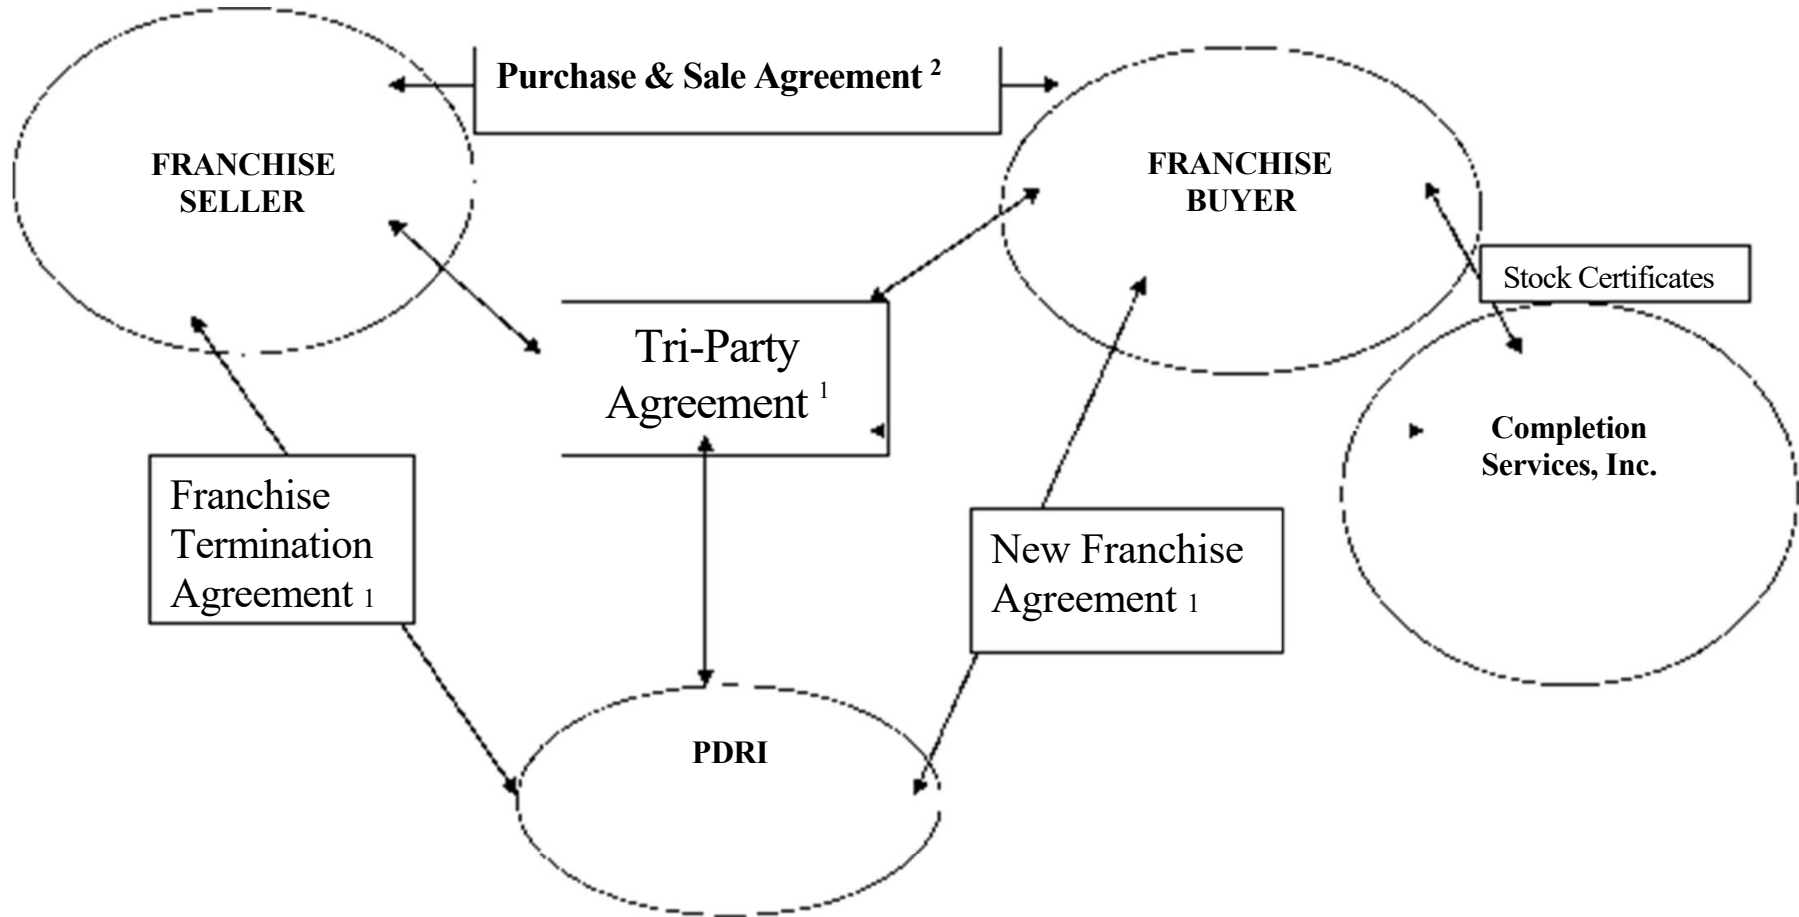 Purchase & Sale Agreement ²
FRANCHISE
SELLER
FRANCHISE
BUYER
Stock Certificates
Tri-Party
Agreement ¹
Completion
Services, Inc.
Franchise
Termination
Agreement 1
New Franchise
Agreement 1
PDRI